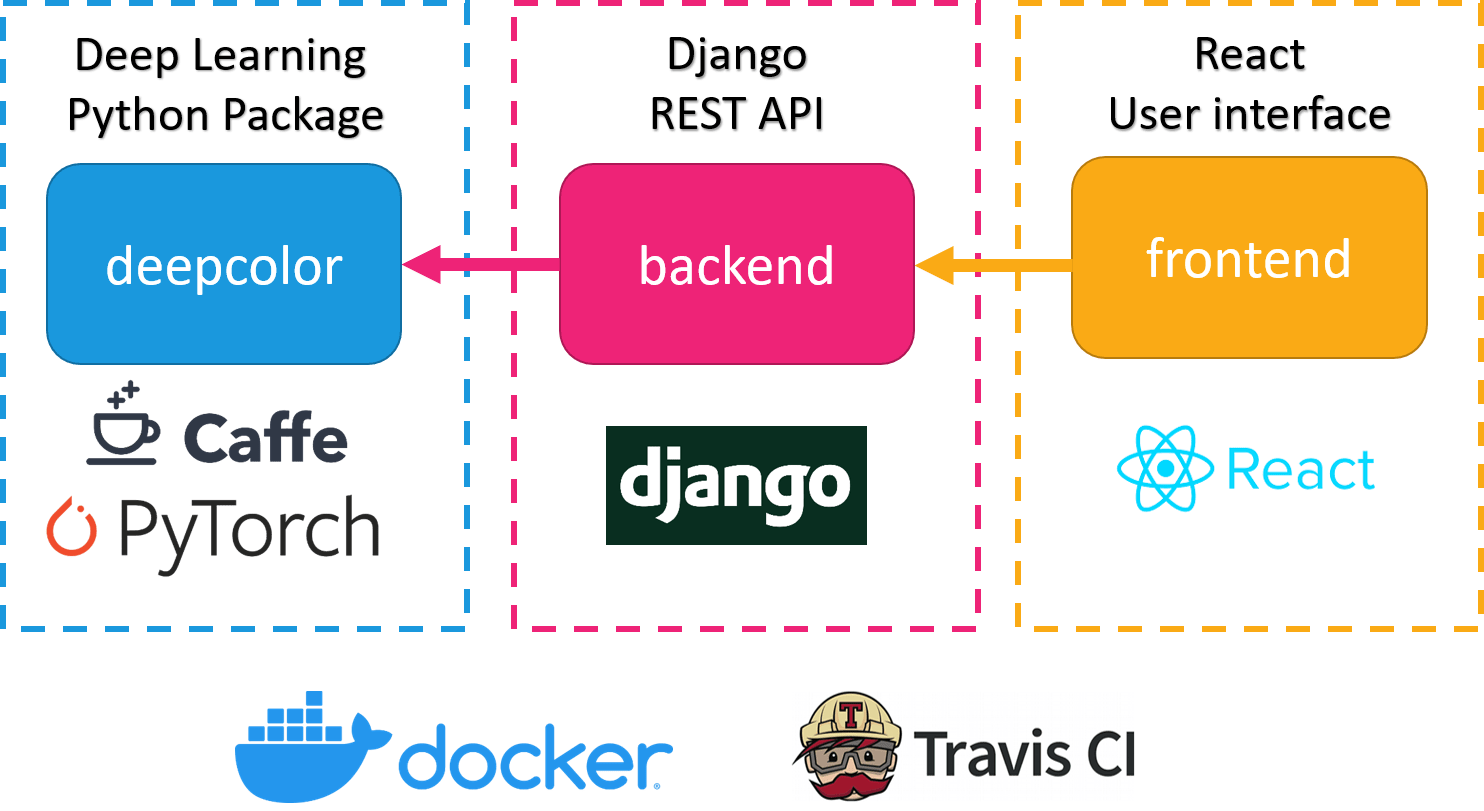 Deep Learning
Python Package
Django
REST API
React
User interface
deepcolor
backend
frontend
Caffe
PyTorch
django
React
docker
T
Travis CI